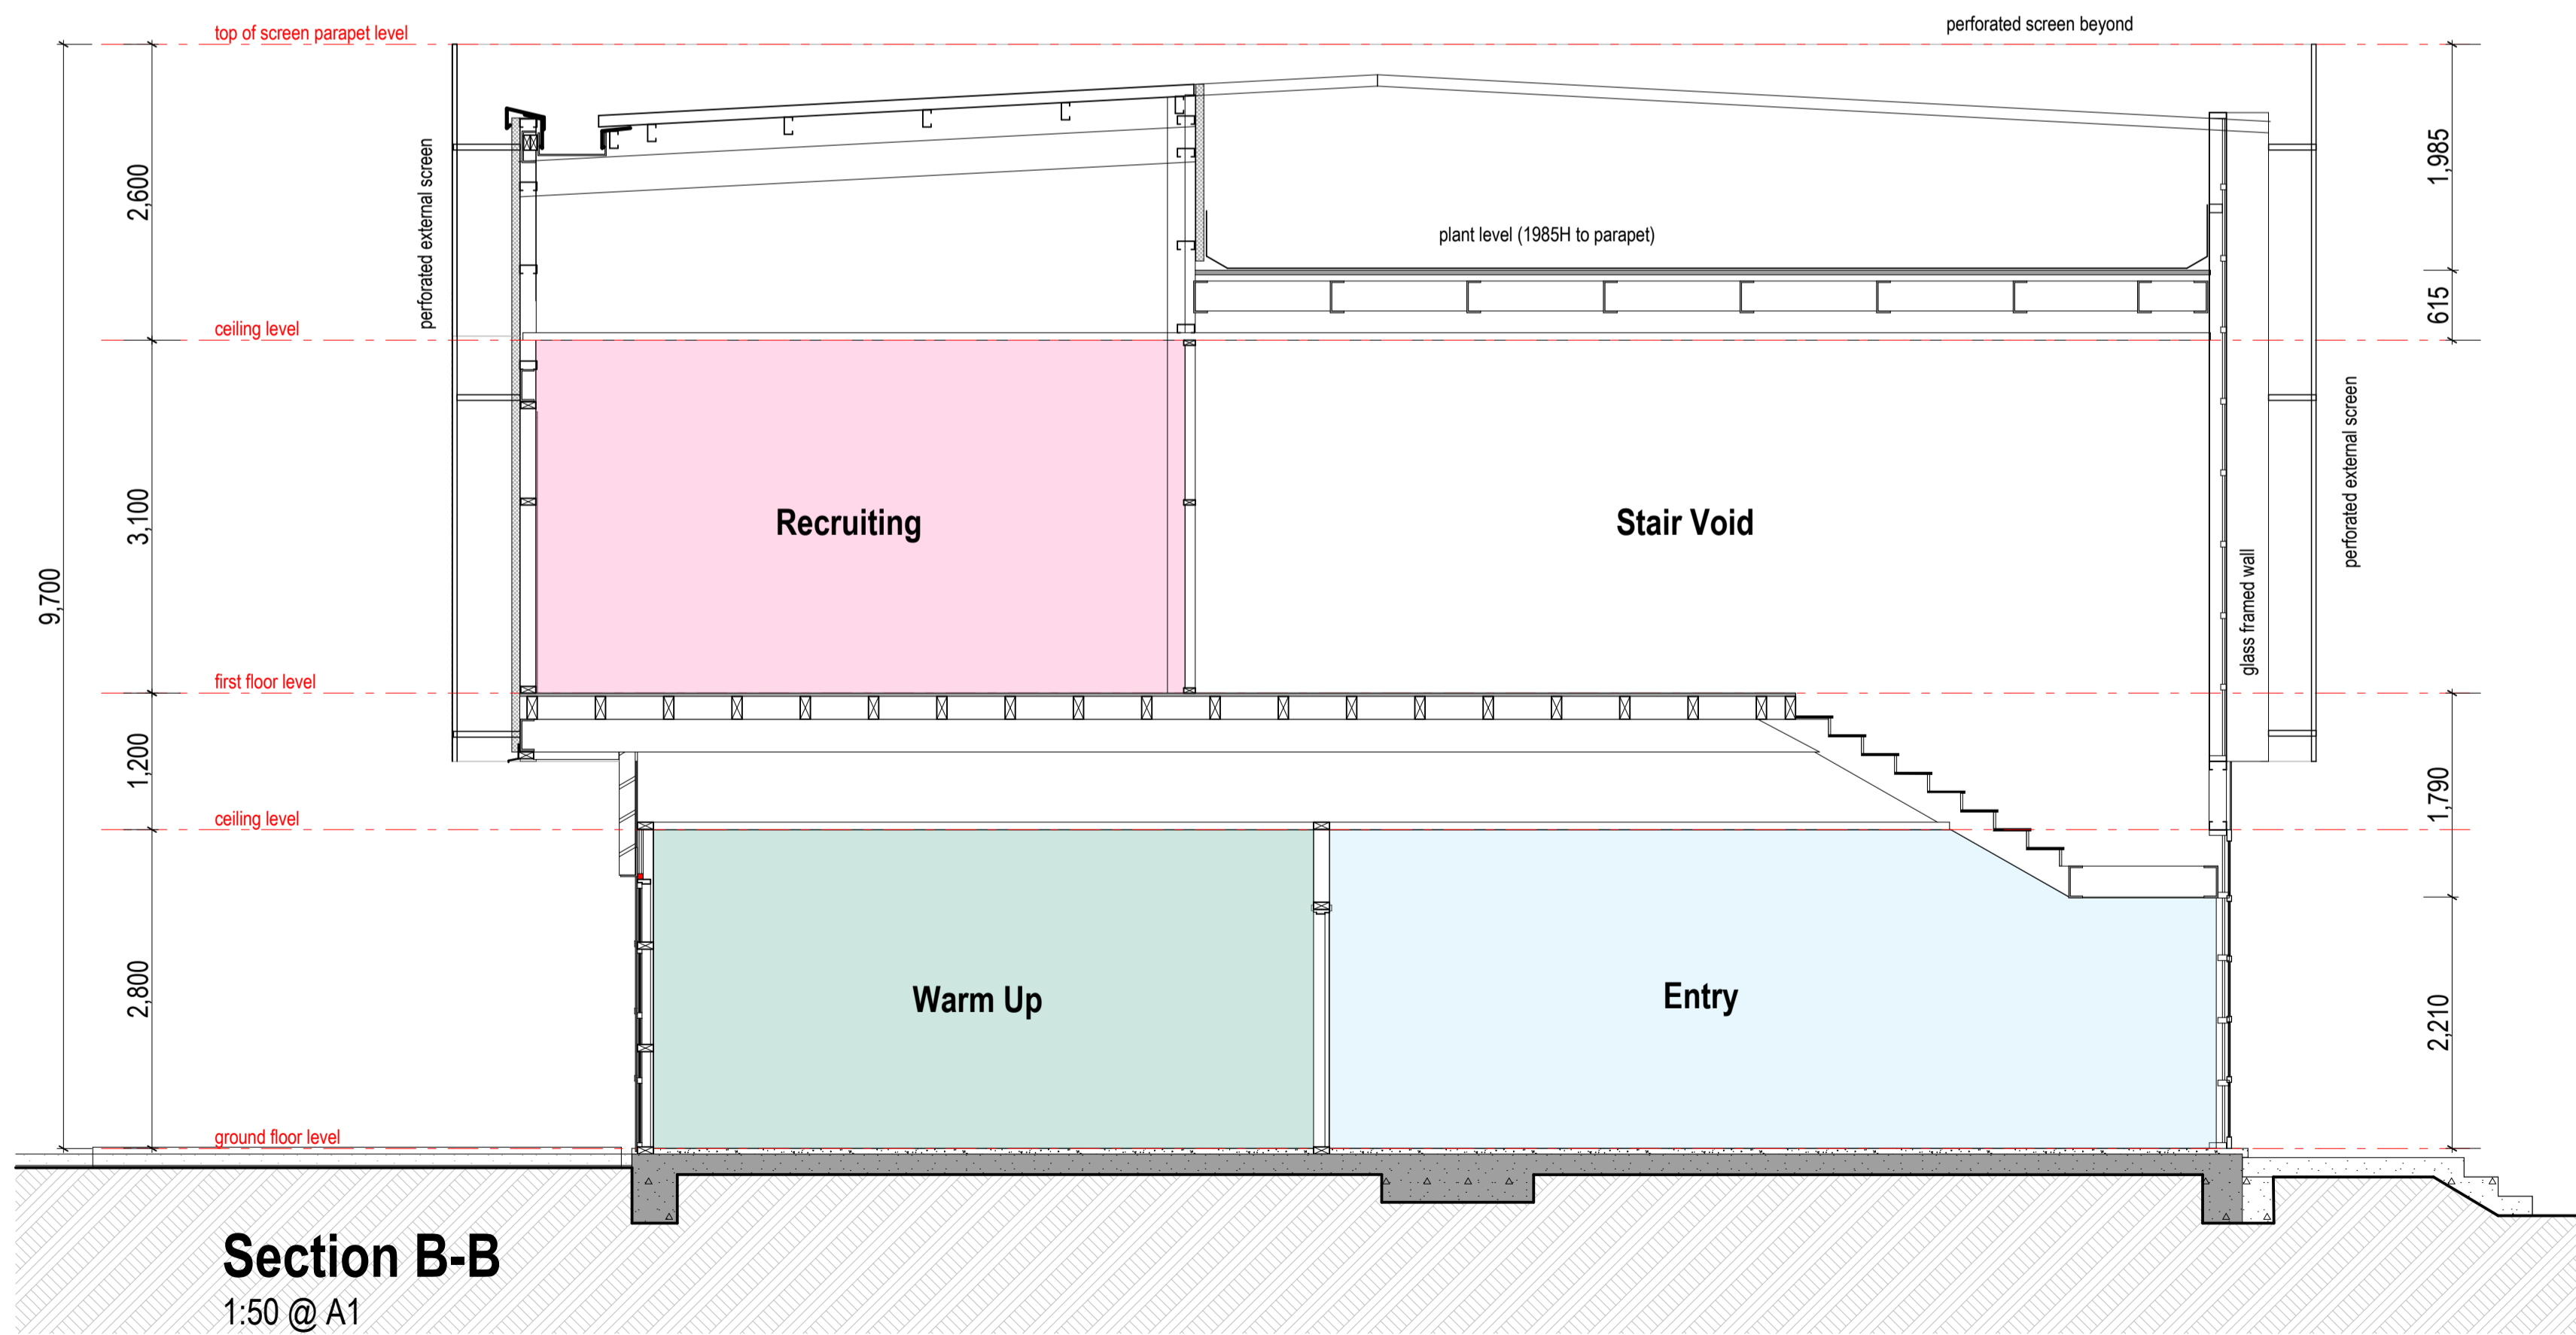 perforated screen beyond
top of screen parapet level
2,600
perforated external screen
1,985
plant level (1985H to parapet)
615
ceiling level
3,100
Recruiting
Stair Void
perforated external screen
9,700
glass framed wall
first floor level
1,200
1,790
ceiling level
2,800
Warm Up
Entry
2,210
ground floor level
Section B-B
1:50 @ A1